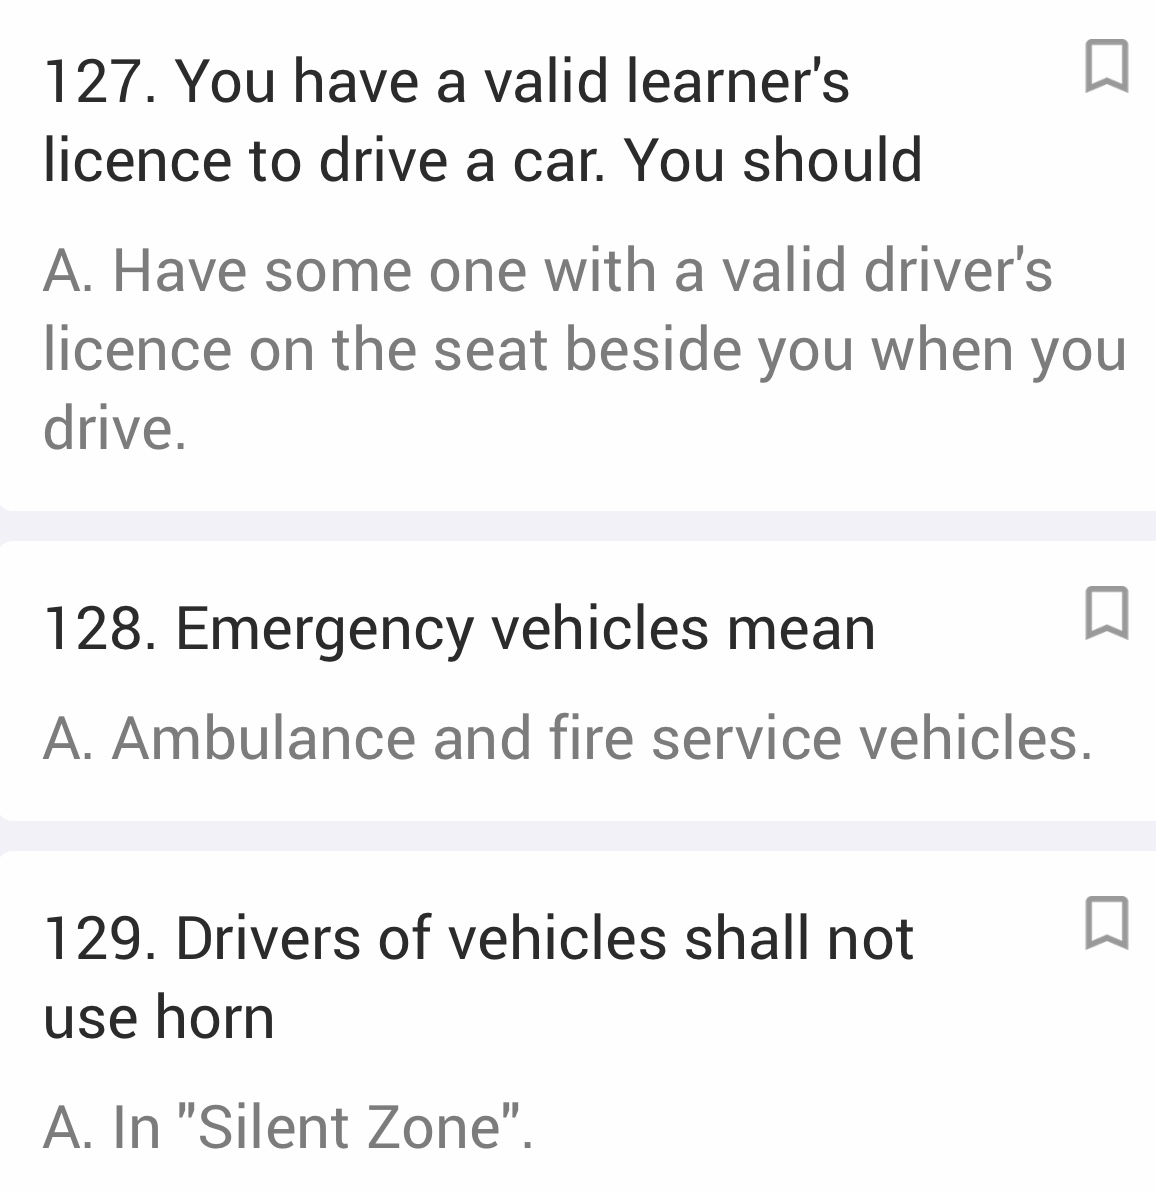 127. You have a valid learner's
licence to drive a car. You should
A. Have some one with a valid driver's
licence on the seat beside you when you
drive.
128. Emergency vehicles mean
A. Ambulance and fire service vehicles.
129. Drivers of vehicles shall not
use horn
A. In "Silent Zone".